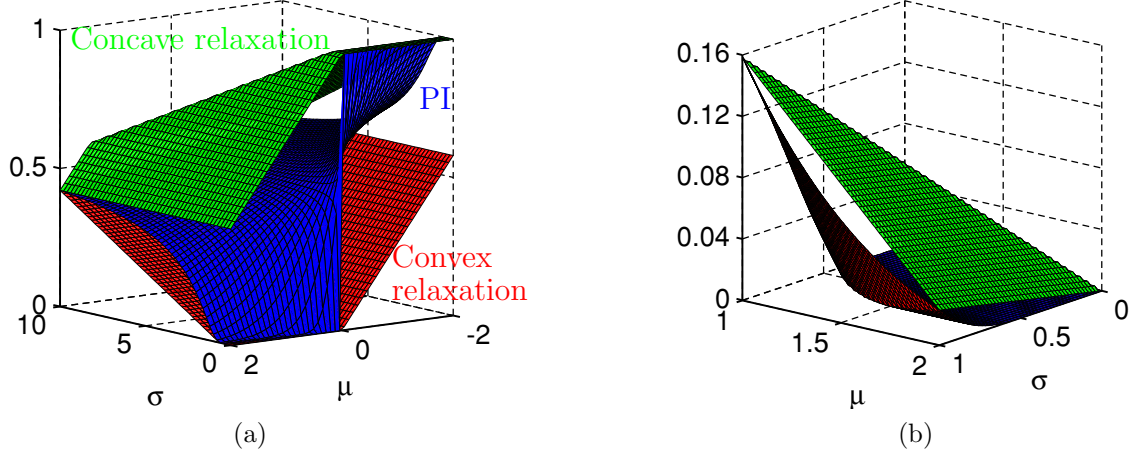 1
0.5
0
10
5
0
2
0
-2
σ
μ
Concave relaxation
PI
Convex
relaxation
(a)
0.16
0.12
0.08
0.04
0
1
1.5
2
1
0.5
0
μ
σ
(b)